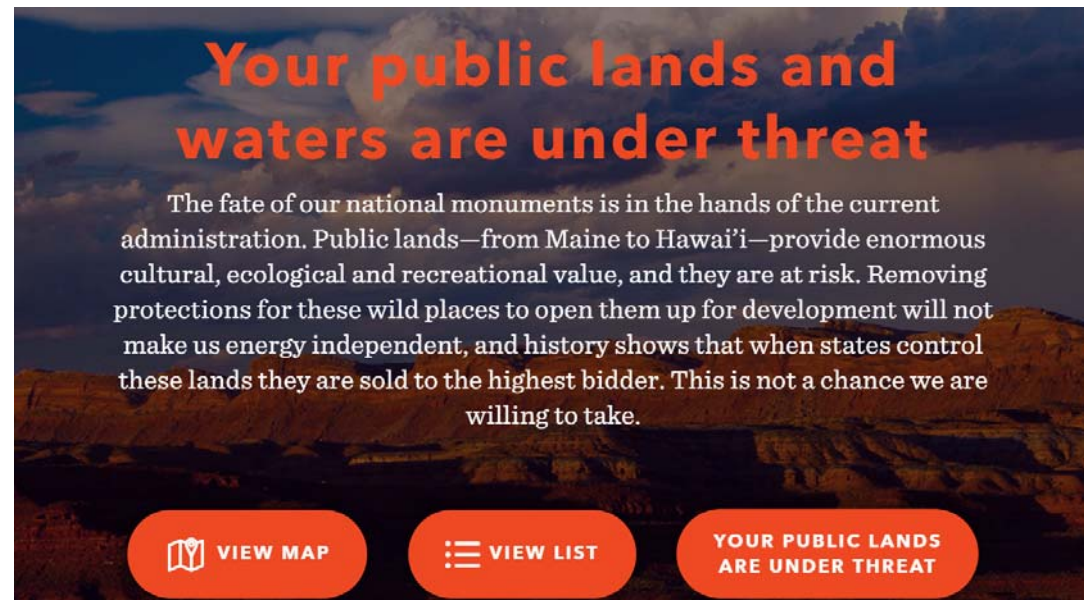 Your public lands and
waters are under threat
The fate of our national monuments is in the hands of the current
administration. Public lands—from Maine to Hawai’i—provide enormous
cultural, ecological and recreational value, and they are at risk. Removing
protections for these wild places to open them up for development will not
make us energy independent, and history shows that when states control
these lands they are sold to the highest bidder. This is not a chance we are
willing to take.
VIEW MAP
VIEW LIST
YOUR PUBLIC LANDS
ARE UNDER THREAT